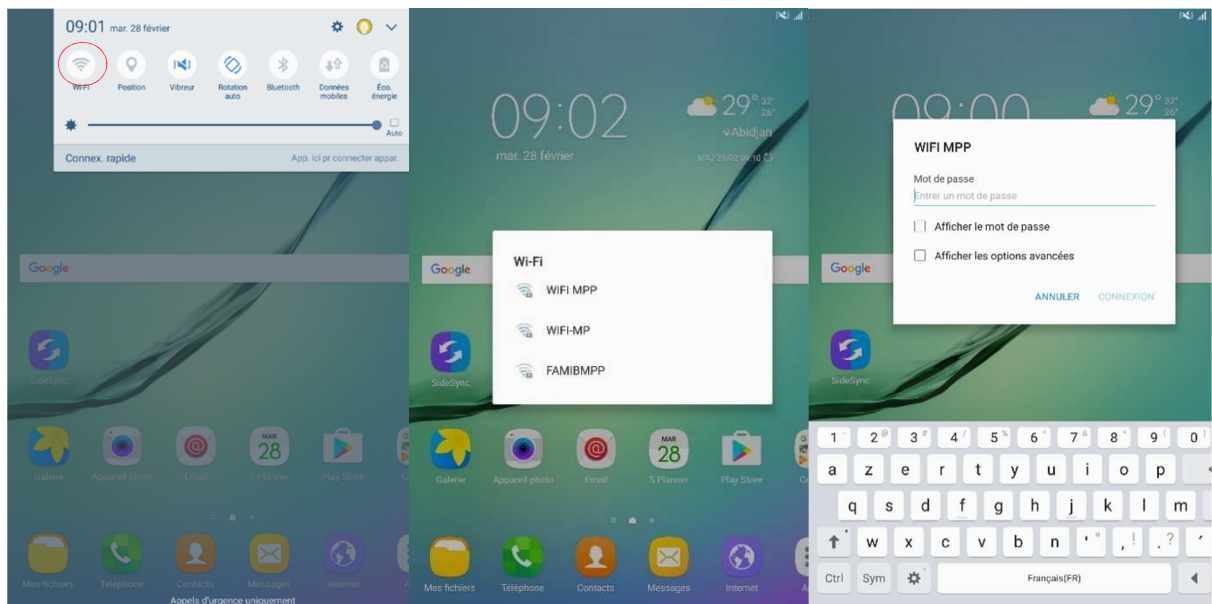 09:01 mar. 28 février
Wi-Fi Position Vibreur Rotation auto Bluetooth Données mobiles Éco. énergie
Auto
Connex. rapide App. ici pr connecter appar.
Google
SideSync
Galerie Appareil photo Email S Planner Play Store
Mes fichiers Téléphone Contacts Messages Internet
Appels d'urgence uniquement
09:02
mar. 28 février
29° 32° 26°
Abidjan
Google
Wi-Fi
WIFI MPP
WIFI-MP
FAMIBMPP
SideSync
MAR
28
Galerie Appareil photo Email S Planner Play Store
Mes fichiers Téléphone Contacts Messages Internet
09:00
29° 32° 26°
WIFI MPP
Mot de passe
Entrer un mot de passe
Afficher le mot de passe
Afficher les options avancées
ANNULER CONNEXION
Google
SideSync
1 2 3 4 5 6 7 8 9 0
a z e r t y u i o p
q s d f g h j k l m
w x c v b n ' , .
Ctrl Sym Français(FR)